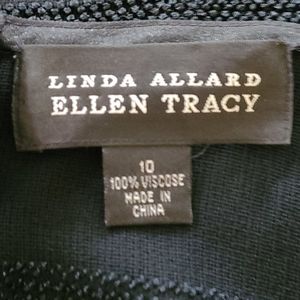 LINDA ALLARD
ELLEN TRACY
10
100% VISCOSE
MADE IN
CHINA